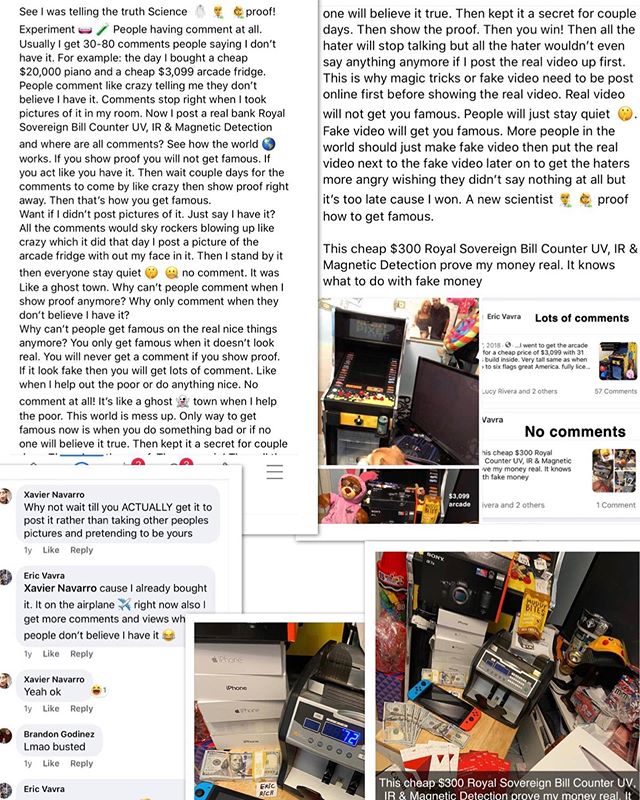 See I was telling the truth Science proof!
Experiment People having comment at all.
Usually I get 30-80 comments people saying I don't
have it. For example: the day I bought a cheap
$20,000 piano and a cheap $3,099 arcade fridge.
People comment like crazy telling me they don't
believe I have it. Comments stop right when I took
pictures of it in my room. Now I post a real bank Royal
Sovereign Bill Counter UV, IR & Magnetic Detection
and where are all comments? See how the world 🌎
works. If you show proof you will not get famous. If
you act like you have it. Then wait couple days for the
comments to come by like crazy then show proof right
away. Then that's how you get famous.
Want if I didn't post pictures of it. Just say I have it?
All the comments would sky rockers blowing up like
crazy which it did that day I post a picture of the
arcade fridge with out my face in it. Then I stand by it
then everyone stay quiet 🤫 🤐 no comment. It was
Like a ghost town. Why can't people comment when I
show proof anymore? Why only comment when they
don't believe I have it?
Why can't people get famous on the real nice things
anymore? You only get famous when it doesn't look
real. You will never get a comment if you show proof.
If it look fake then you will get lots of comment. Like
when I help out the poor or do anything nice. No
comment at all! It's like a ghost 👻 town when I help
the poor. This world is mess up. Only way to get
famous now is when you do something bad or if no
one will believe it true. Then kept it a secret for couple
one will believe it true. Then kept it a secret for couple
days. Then show the proof. Then you win! Then all the
hater will stop talking but all the hater wouldn't even
say anything anymore if I post the real video up first.
This is why magic tricks or fake video need to be post
online first before showing the real video. Real video
will not get you famous. People will just stay quiet 🤫.
Fake video will get you famous. More people in the
world should just make fake video then put the real
video next to the fake video later on to get the haters
more angry wishing they didn't say nothing at all but
it's too late cause I won. A new scientist proof
how to get famous.
This cheap $300 Royal Sovereign Bill Counter UV, IR &
Magnetic Detection prove my money real. It knows
what to do with fake money
Eric Vavra
Lots of comments
, 2018 · ...I went to get the arcade
for a cheap price of $3,099 with 31
build inside. Very tall same as when
to six flags great America. fully lice...
Lucy Rivera and 2 others
57 Comments
Vavra
No comments
his cheap $300 Royal
Counter UV, IR & Magnetic
ve my money real. It knows
ith fake money
ivera and 2 others
1 Comment
$3,099
arcade
Xavier Navarro
Why not wait till you ACTUALLY get it to
post it rather than taking other peoples
pictures and pretending to be yours
1y Like Reply
Eric Vavra
Xavier Navarro cause I already bought
it. It on the airplane ✈️ right now also I
get more comments and views wh
people don't believe I have it 😂
1y Like Reply
Xavier Navarro
Yeah ok
1
1y Like Reply
Brandon Godinez
Lmao busted
1y Like Reply
Eric Vavra
iPhone
iPhone
iPhone
72
ERIC
RICH
SONY
This cheap $300 Royal Sovereign Bill Counter UV,
IR & Magnetic Detection prove my money real. It